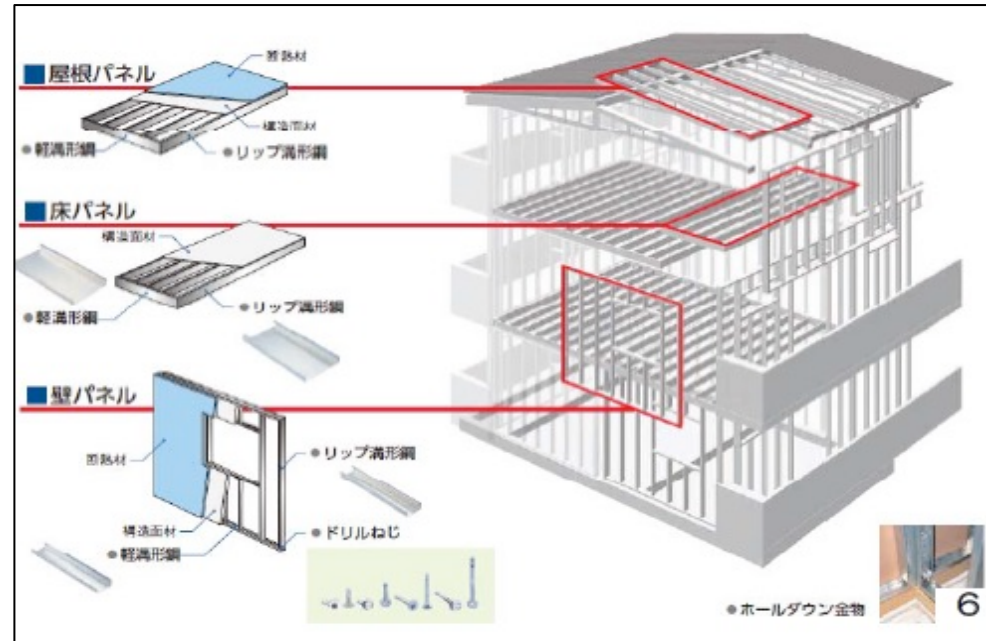 ■屋根パネル
断熱材
構造面材
●軽溝形鋼
●リップ溝形鋼
■床パネル
構造面材
●軽溝形鋼
●リップ溝形鋼
■壁パネル
断熱材
●リップ溝形鋼
構造面材
●軽溝形鋼
●ドリルねじ
●ホールダウン金物
6